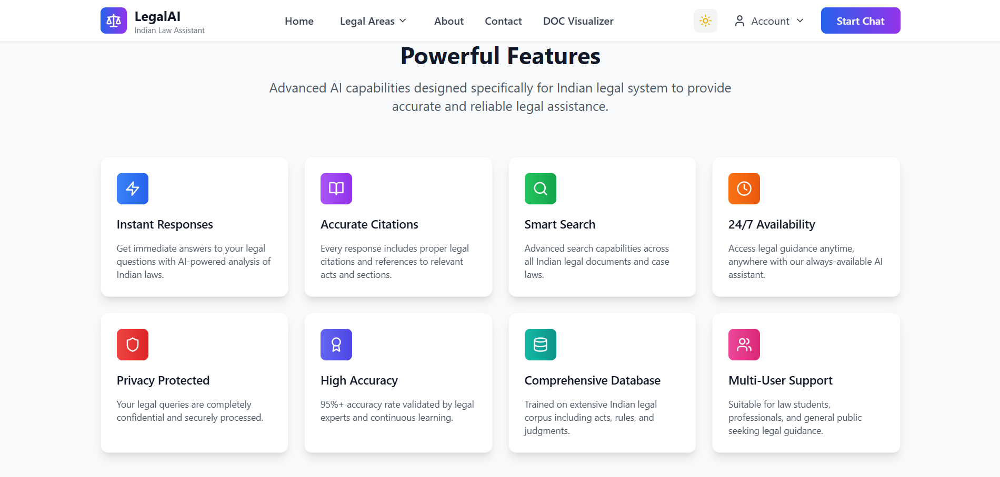 LegalAI
Indian Law Assistant
Home
Legal Areas
About
Contact
DOC Visualizer
Account
Start Chat
Powerful Features
Advanced AI capabilities designed specifically for Indian legal system to provide
accurate and reliable legal assistance.
Instant Responses
Get immediate answers to your legal
questions with AI-powered analysis of
Indian laws.
Accurate Citations
Every response includes proper legal
citations and references to relevant
acts and sections.
Smart Search
Advanced search capabilities across
all Indian legal documents and case
laws.
24/7 Availability
Access legal guidance anytime,
anywhere with our always-available AI
assistant.
Privacy Protected
Your legal queries are completely
confidential and securely processed.
High Accuracy
95%+ accuracy rate validated by legal
experts and continuous learning.
Comprehensive Database
Trained on extensive Indian legal
corpus including acts, rules, and
judgments.
Multi-User Support
Suitable for law students,
professionals, and general public
seeking legal guidance.